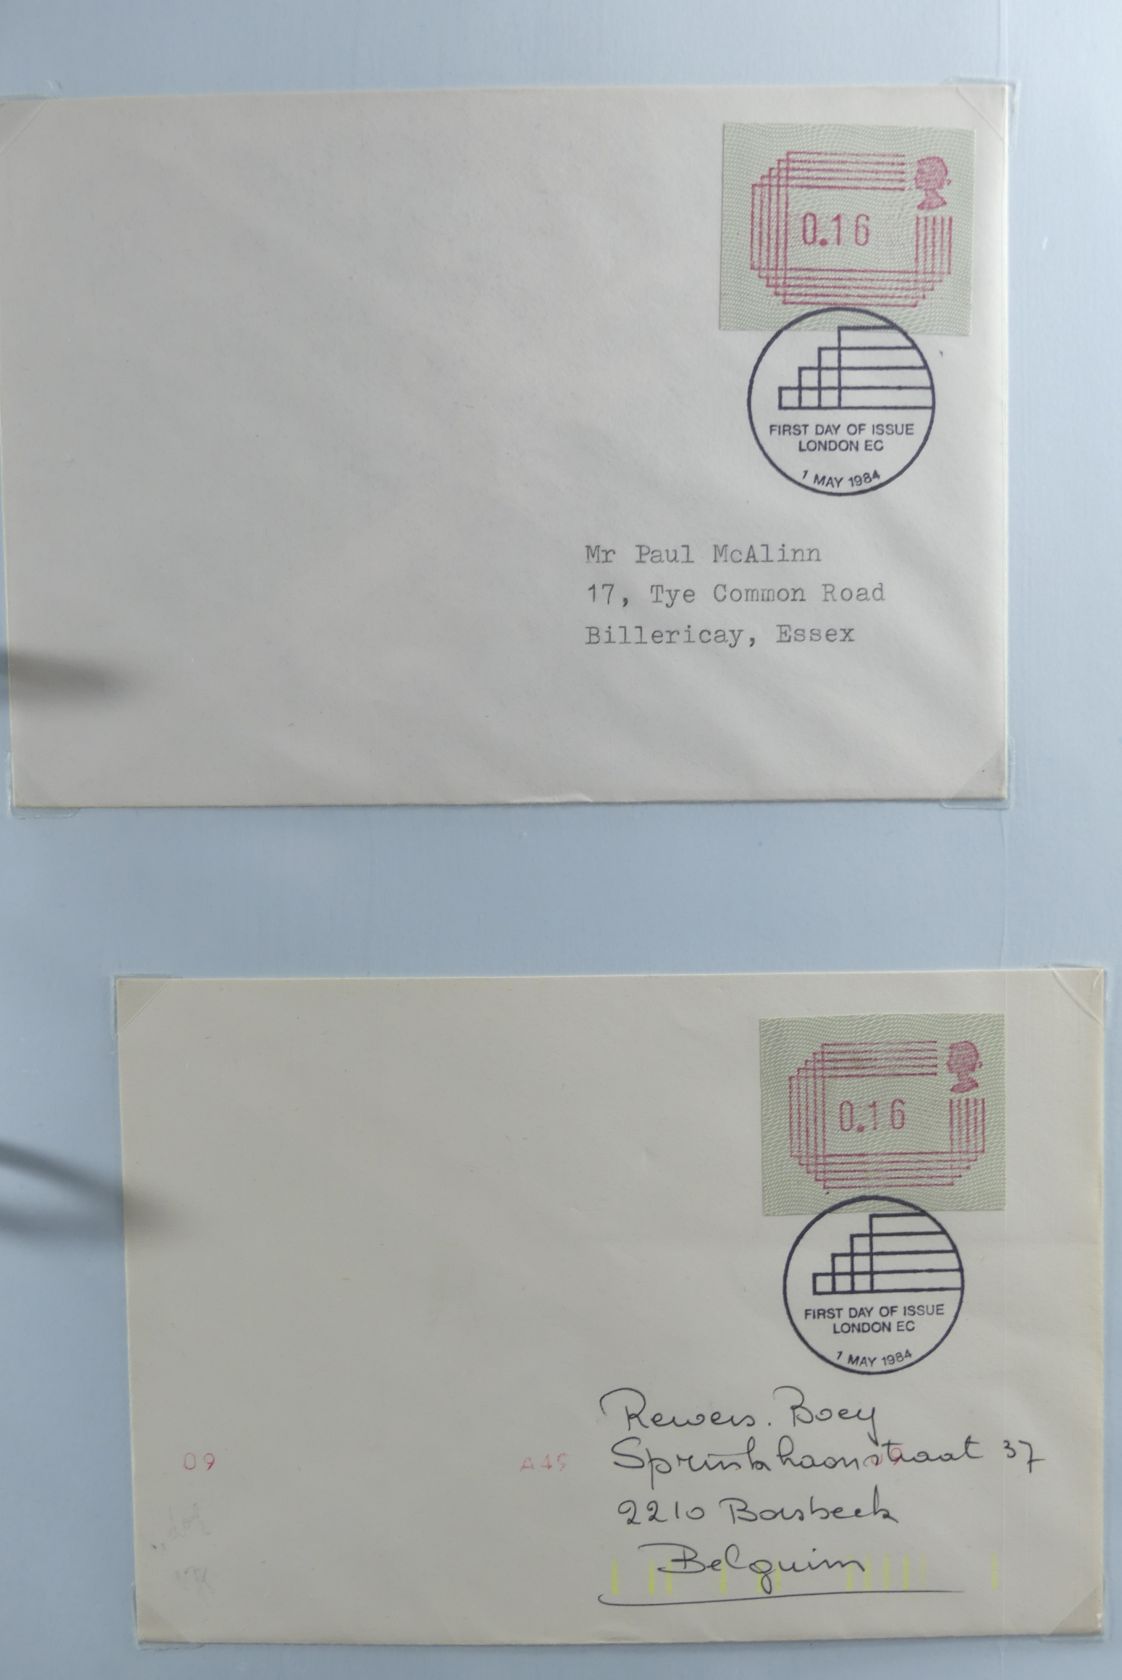 0.16
FIRST DAY OF ISSUE
LONDON EC
1 MAY 1984
Mr Paul McAlinn
17, Tye Common Road
Billericay, Essex
0.16
FIRST DAY OF ISSUE
LONDON EC
1 MAY 1984
Rewers. Boey
09 A49 Sprinkhaanstraat 37
2210 Borsbeek
Belguim